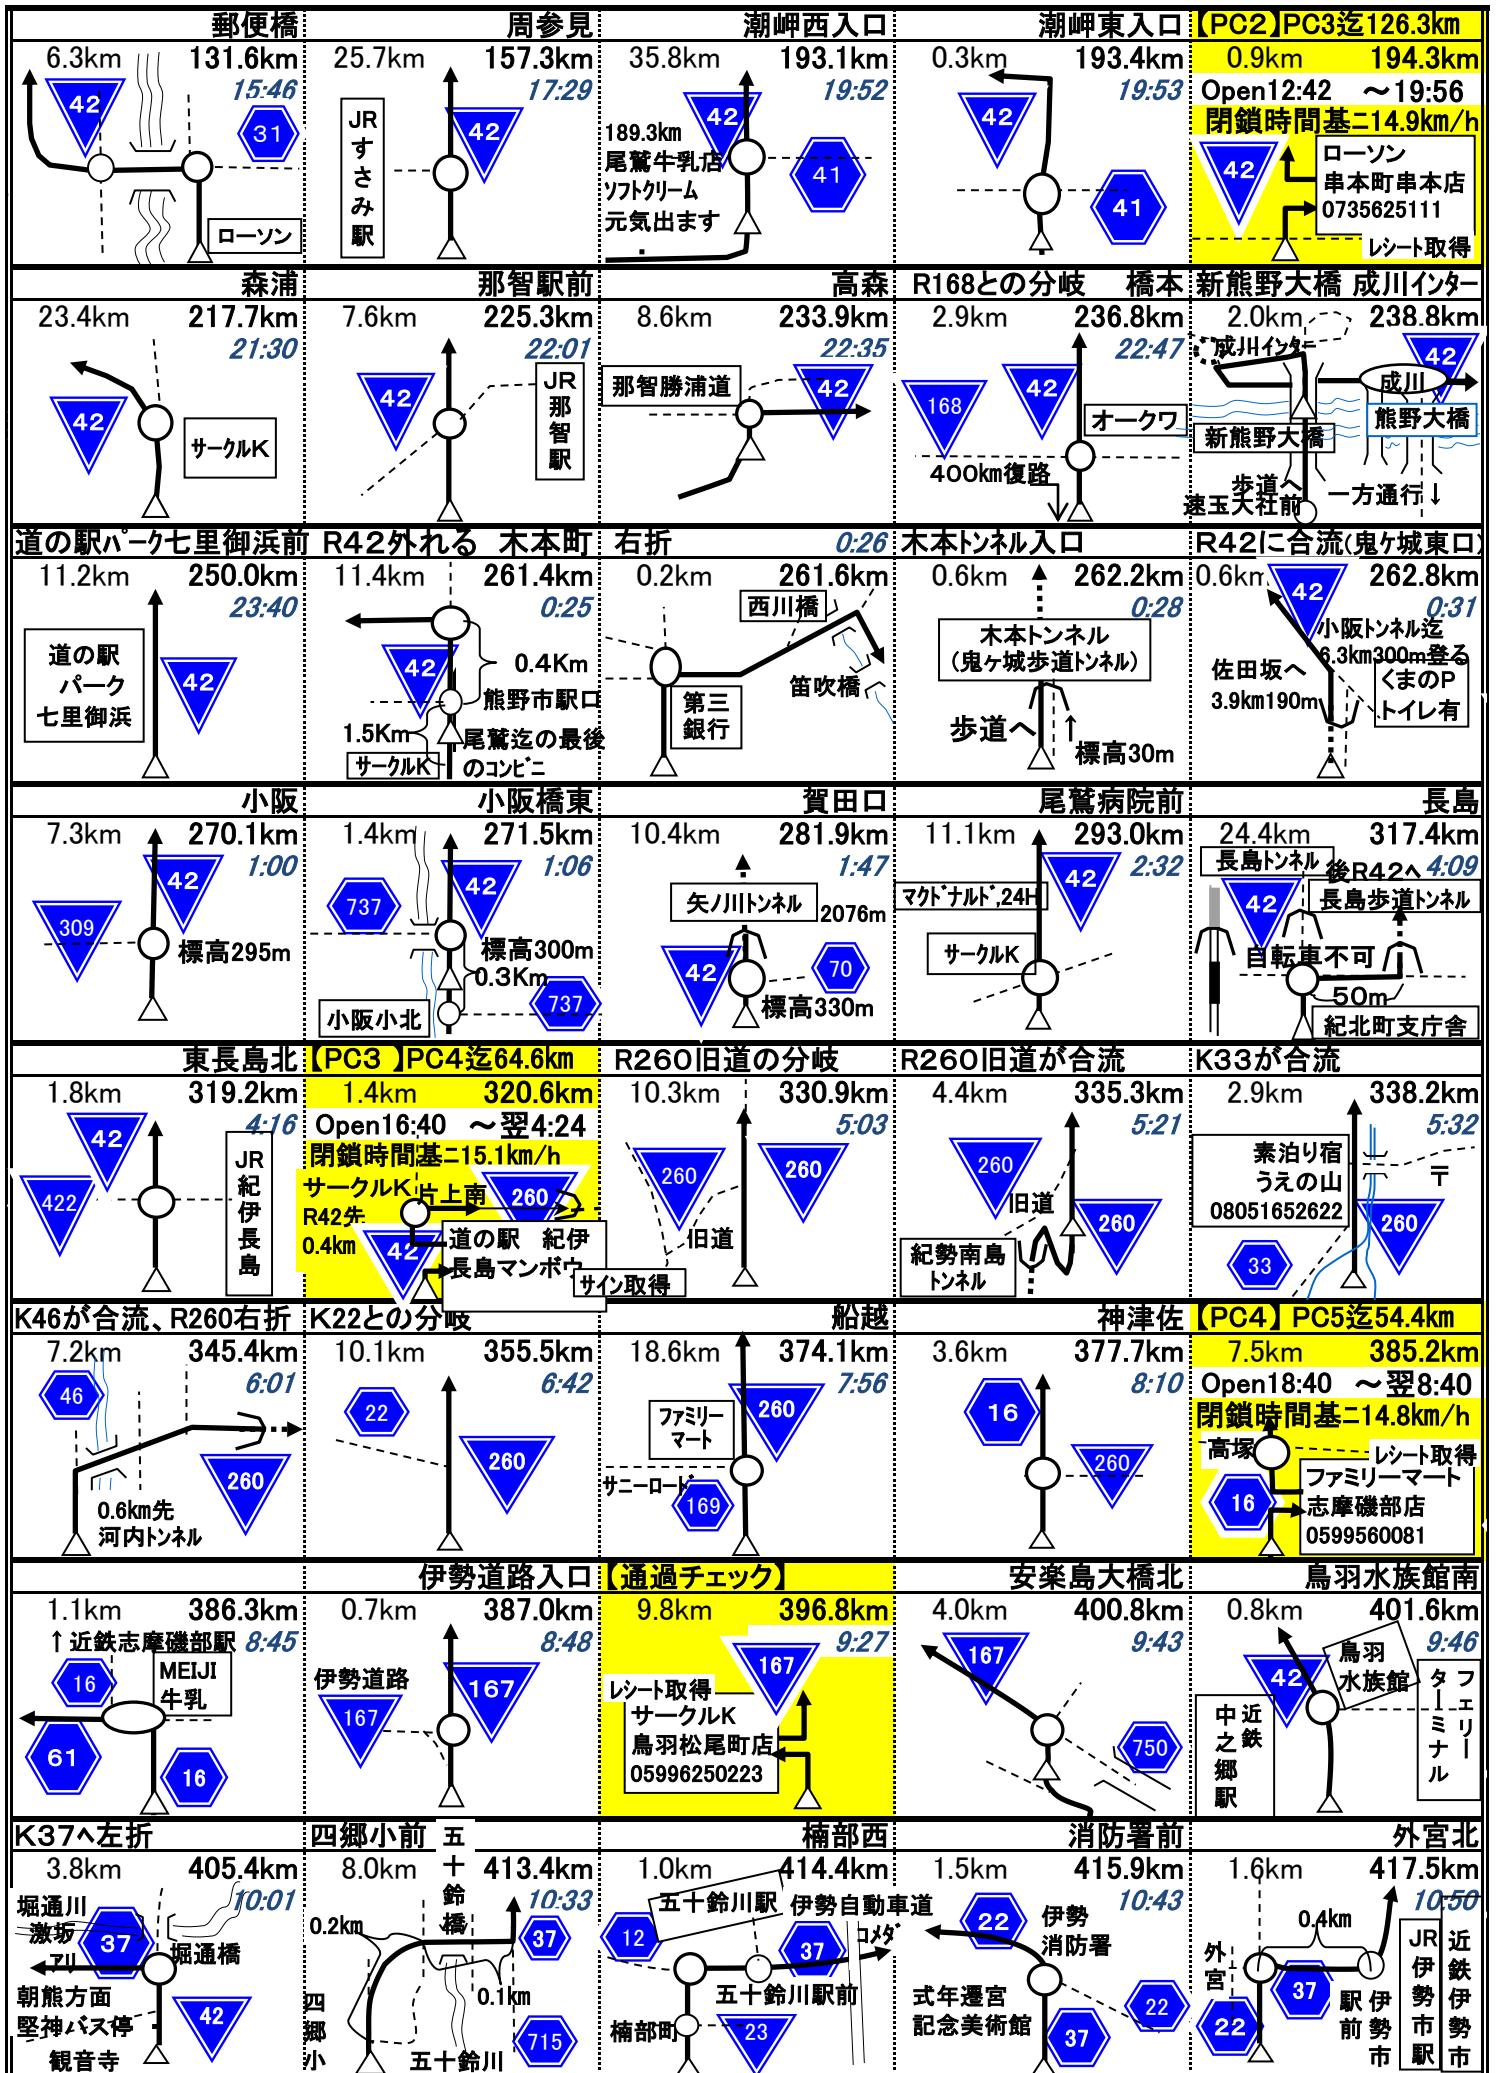 郵便橋
6.3km 131.6km
15:46
42
31
ローソン
周参見
25.7km 157.3km
17:29
42
JRすさみ駅
潮岬西入口
35.8km 193.1km
19:52
42
189.3km
尾鷲牛乳店
ソフトクリーム
元気出ます
41
潮岬東入口
0.3km 193.4km
19:53
42
41
【PC2】PC3迄126.3km
0.9km 194.3km
Open12:42 ～19:56
閉鎖時間基ニ14.9km/h
42
ローソン
串本町串本店
0735625111
レシート取得
森浦
23.4km 217.7km
21:30
42
サークルK
那智駅前
7.6km 225.3km
22:01
42
JR那智駅
高森
8.6km 233.9km
22:35
那智勝浦道
42
R168との分岐 橋本
2.9km 236.8km
22:47
168
42
オークワ
400km復路
新熊野大橋 成川インター
2.0km 238.8km
成川インター
42
成川
熊野大橋
新熊野大橋
歩道へ
速玉大社前
一方通行↓
道の駅パーク七里御浜前
11.2km 250.0km
23:40
道の駅
パーク
七里御浜
42
R42外れる 木本町
11.4km 261.4km
0:25
42
0.4Km
熊野市駅口
1.5Km
サークルK
尾鷲迄の最後
のコンビニ
右折 0:26
0.2km 261.6km
西川橋
笛吹橋
第三
銀行
木本トンネル入口
0.6km 262.2km
0:28
木本トンネル
(鬼ヶ城歩道トンネル)
歩道へ
↑
標高30m
R42に合流(鬼ケ城東口)
0.6km 262.8km
0:31
42
小阪トンネル迄
6.3km300m登る
佐田坂へ
3.9km190m
くまのP
トイレ有
小阪
7.3km 270.1km
1:00
42
309
標高295m
小阪橋東
1.4km 271.5km
1:06
737
42
標高300m
0.3Km
737
小阪小北
賀田口
10.4km 281.9km
1:47
矢ノ川トンネル
2076m
42
70
標高330m
尾鷲病院前
11.1km 293.0km
2:32
マクドナルド,24H
42
サークルK
長島
24.4km 317.4km
4:09
長島トンネル
後R42へ
長島歩道トンネル
42
自転車不可
50m
紀北町支庁舎
東長島北
1.8km 319.2km
4:16
42
422
JR紀伊長島
【PC3 】PC4迄64.6km
1.4km 320.6km
Open16:40 ～翌4:24
閉鎖時間基ニ15.1km/h
サークルK
R42先
0.4km
片上南
260
42
道の駅 紀伊
長島マンボウ
サイン取得
R260旧道の分岐
10.3km 330.9km
5:03
260
260
旧道
R260旧道が合流
4.4km 335.3km
5:21
260
旧道
260
紀勢南島
トンネル
K33が合流
2.9km 338.2km
5:32
素泊り宿
うえの山
08051652622
〒
260
33
K46が合流、R260右折
7.2km 345.4km
6:01
46
260
0.6km先
河内トンネル
K22との分岐
10.1km 355.5km
6:42
22
260
船越
18.6km 374.1km
7:56
ファミリー
マート
260
サニーロード
169
神津佐
3.6km 377.7km
8:10
16
260
【PC4】 PC5迄54.4km
7.5km 385.2km
Open18:40 ～翌8:40
閉鎖時間基ニ14.8km/h
高塚
レシート取得
16
ファミリーマート
志摩磯部店
0599560081
1.1km 386.3km
↑近鉄志摩磯部駅 8:45
16
MEIJI
牛乳
61
16
伊勢道路入口
0.7km 387.0km
8:48
伊勢道路
167
167
【通過チェック】
9.8km 396.8km
9:27
167
レシート取得
サークルK
鳥羽松尾町店
05996250223
安楽島大橋北
4.0km 400.8km
9:43
167
750
鳥羽水族館南
0.8km 401.6km
9:46
鳥羽
水族館
42
近鉄
中之郷駅
フェリー
ターミナル
K37へ左折
3.8km 405.4km
10:01
堀通川
激坂
アリ
37
堀通橋
朝熊方面
堅神バス停
42
観音寺
四郷小前
五十鈴橋
8.0km 413.4km
10:33
0.2km
37
0.1km
四郷小
715
五十鈴川
楠部西
1.0km 414.4km
五十鈴川駅
伊勢自動車道
12
37
コメダ
五十鈴川駅前
楠部町
23
消防署前
1.5km 415.9km
10:43
22
伊勢
消防署
式年遷宮
記念美術館
22
37
外宮北
1.6km 417.5km
10:50
0.4km
外宮
37
22
伊勢市
駅前
JR伊勢市駅
近鉄伊勢市